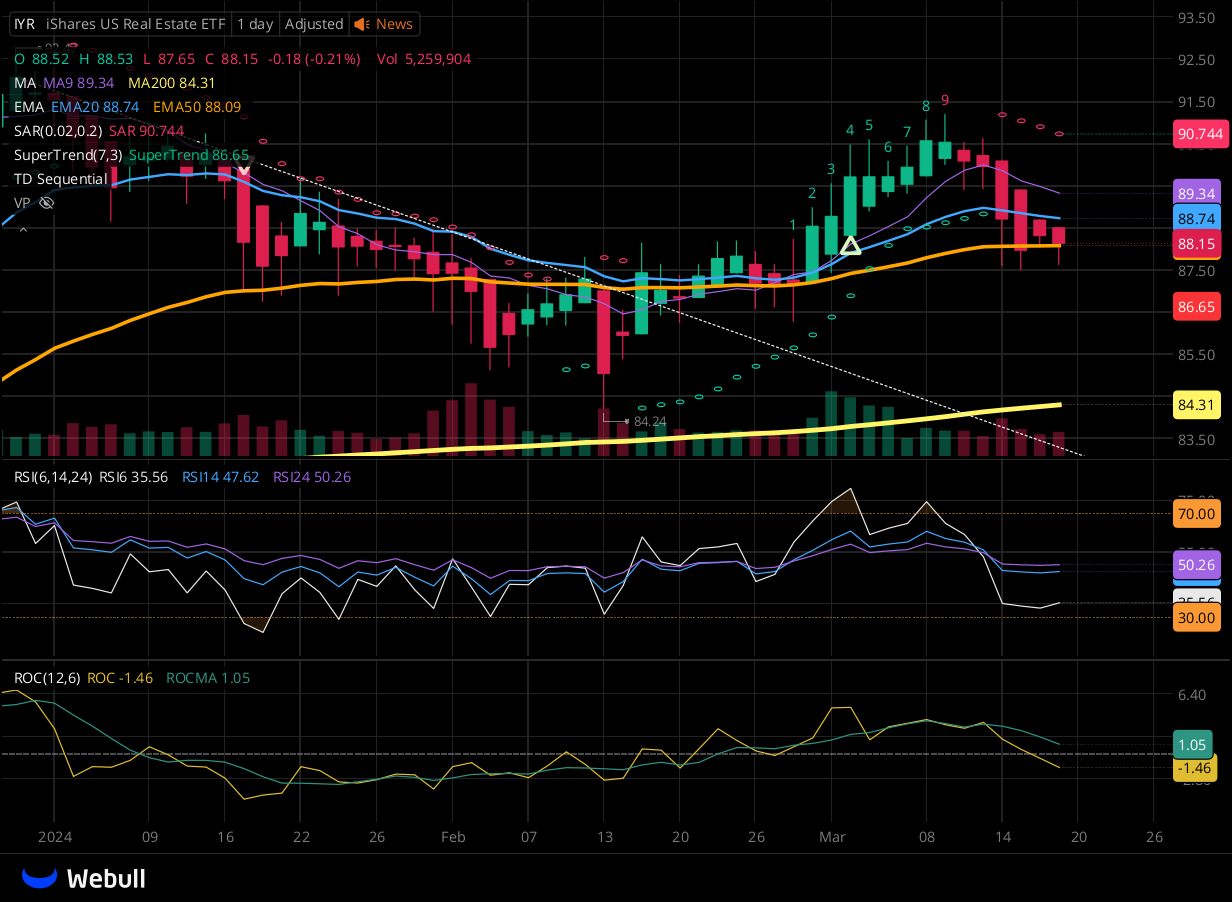 IYR iShares US Real Estate ETF 1 day Adjusted News
O 88.52 H 88.53 L 87.65 C 88.15 -0.18 (-0.21%) Vol 5,259,904
MA MA9 89.34 MA200 84.31
EMA EMA20 88.74 EMA50 88.09
SAR(0.02,0.2) SAR 90.744
SuperTrend(7,3) SuperTrend 86.65
TD Sequential
VP
1 2 3 4 5 6 7 8 9
84.24
93.50
92.50
91.50
90.744
89.34
88.74
88.15
87.50
86.65
85.50
84.31
83.50
RSI(6,14,24) RSI6 35.56 RSI14 47.62 RSI24 50.26
70.00
50.26
30.00
ROC(12,6) ROC -1.46 ROCMA 1.05
6.40
1.05
-1.46
2024 09 16 22 26 Feb 07 13 20 26 Mar 08 14 20 26
Webull